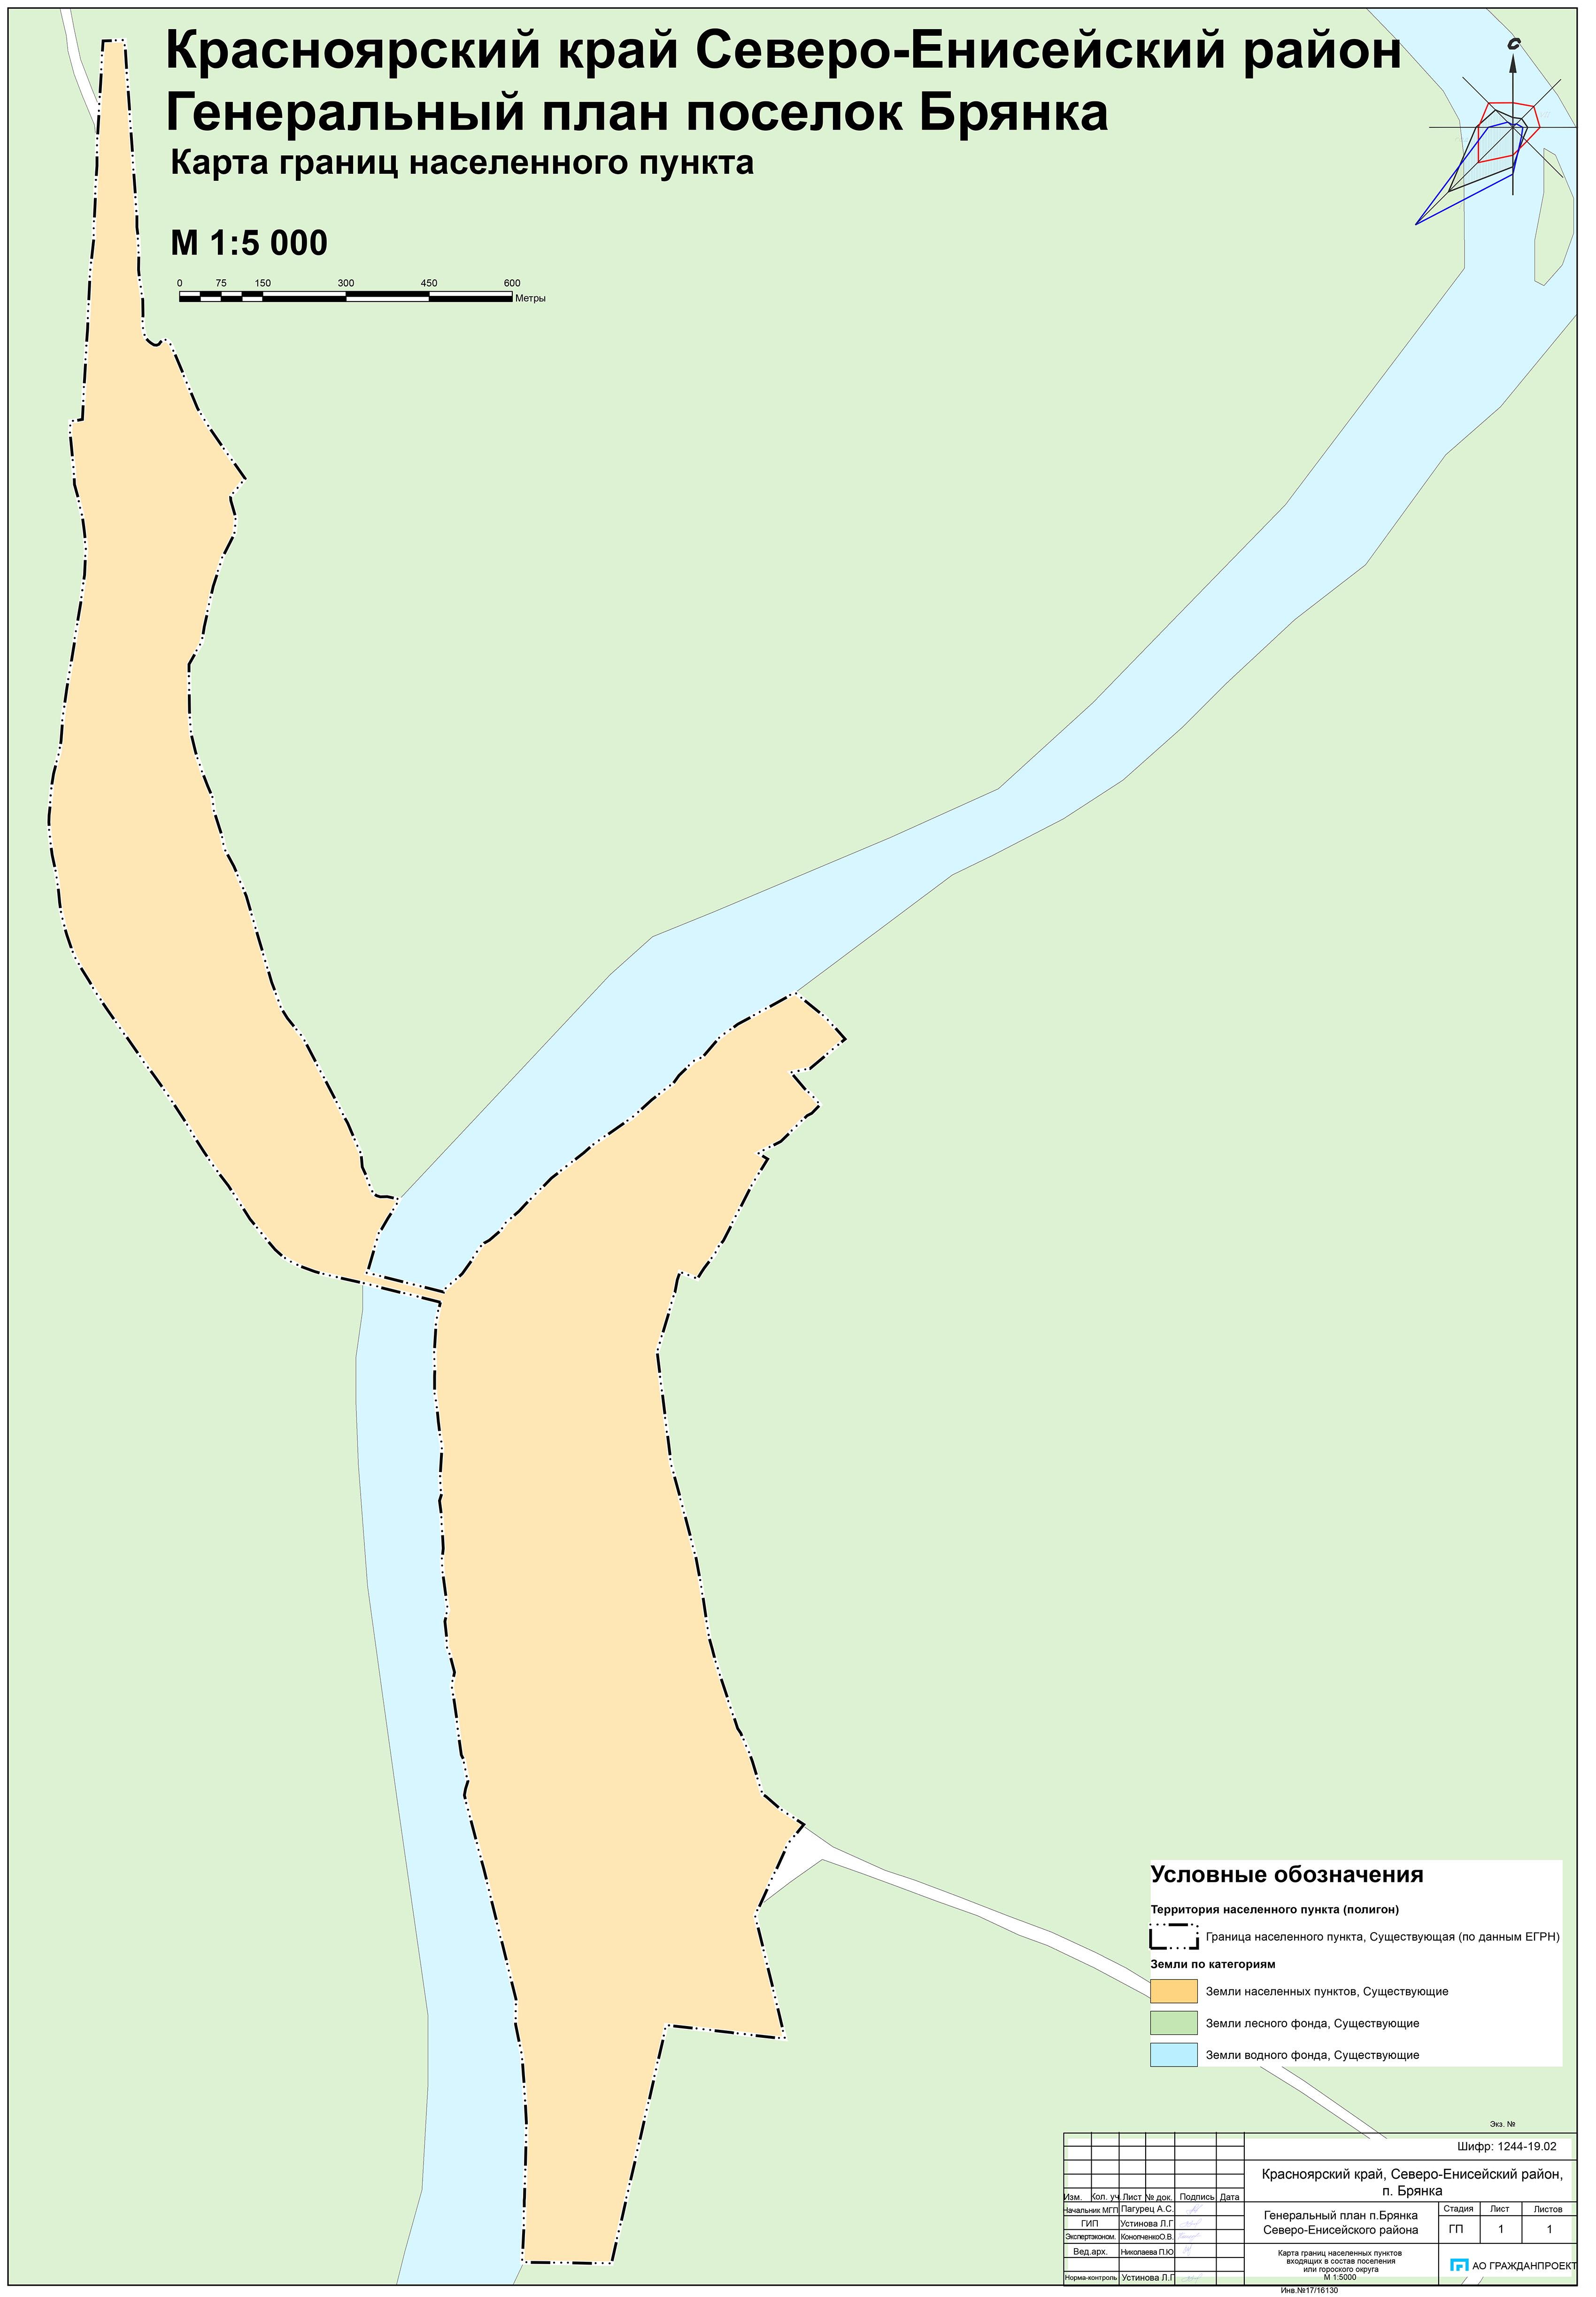 Красноярский край Северо-Енисейский район
Генеральный план поселок Брянка
Карта границ населенного пункта
М 1:5 000
0 75 150 300 450 600
Метры
С
Условные обозначения
Территория населенного пункта (полигон)
Граница населенного пункта, Существующая (по данным ЕГРН)
Земли по категориям
Земли населенных пунктов, Существующие
Земли лесного фонда, Существующие
Земли водного фонда, Существующие
Экз. №
Шифр: 1244-19.02
Красноярский край, Северо-Енисейский район,
п. Брянка
Изм. Кол. уч. Лист № док. Подпись Дата
Начальник МГП Пагурец А.С.
ГИП Устинова Л.Г
Экспертэконом. КонопченкоО.В.
Вед.арх. Николаева П.Ю
Норма-контроль Устинова Л.Г
Генеральный план п.Брянка
Северо-Енисейского района
Стадия Лист Листов
ГП 1 1
Карта границ населенных пунктов
входящих в состав поселения
или гороского округа
М 1:5000
АО ГРАЖДАНПРОЕКТ
Инв.№17/16130